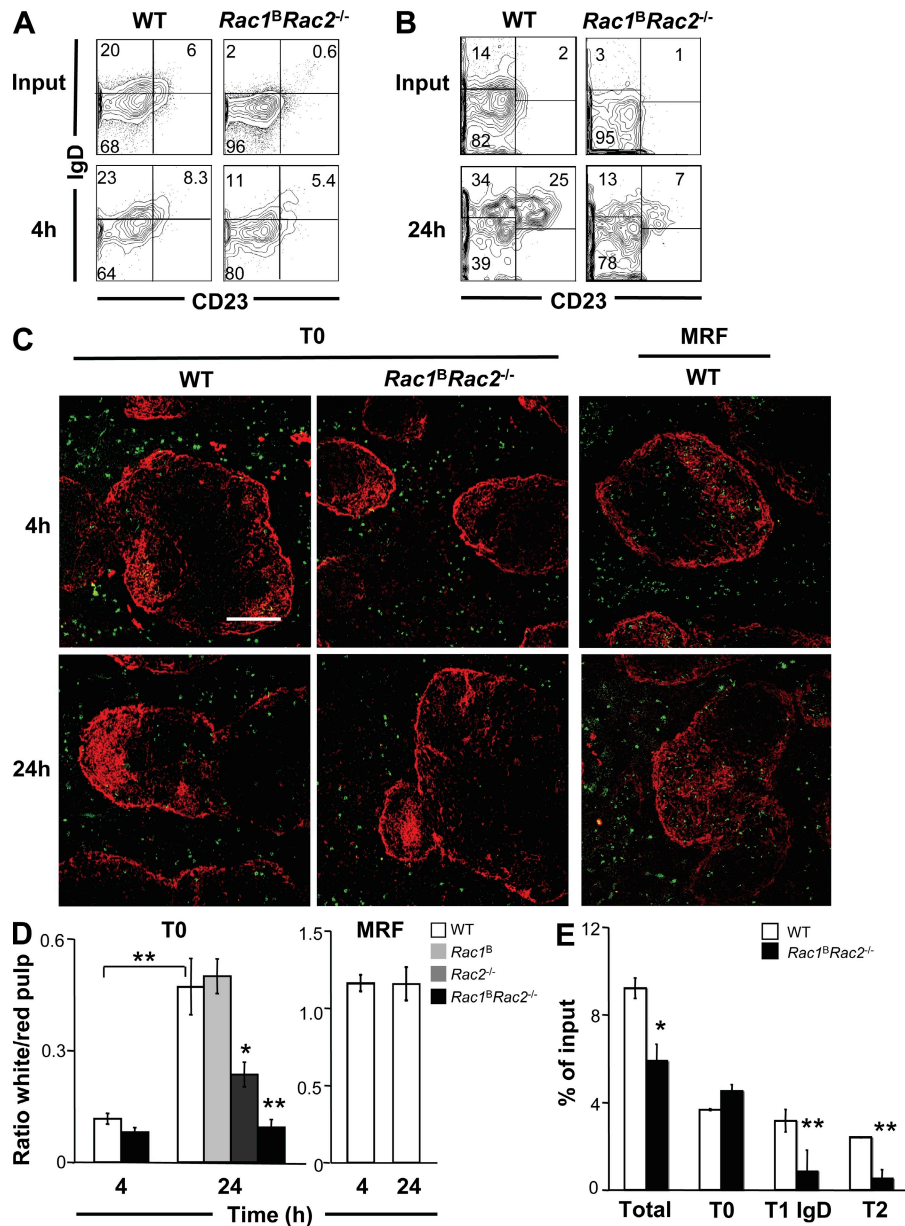 A
WT
Rac1ᴮRac2⁻/⁻
B
WT
Rac1ᴮRac2⁻/⁻
Input
20
6
2
0.6
68
96
Input
14
2
3
1
82
95
IgD
4h
23
8.3
11
5.4
64
80
24h
34
25
13
7
39
78
CD23
CD23
C
T0
MRF
WT
Rac1ᴮRac2⁻/⁻
WT
4h
24h
D
T0
MRF
Ratio white/red pulp
0.6
0.3
0
**
*
**
1.5
1.0
0.5
0
WT
Rac1ᴮ
Rac2⁻/⁻
Rac1ᴮRac2⁻/⁻
4
24
4
24
Time (h)
E
% of input
12
8
4
0
WT
Rac1ᴮRac2⁻/⁻
*
**
**
Total
T0
T1 IgD
T2